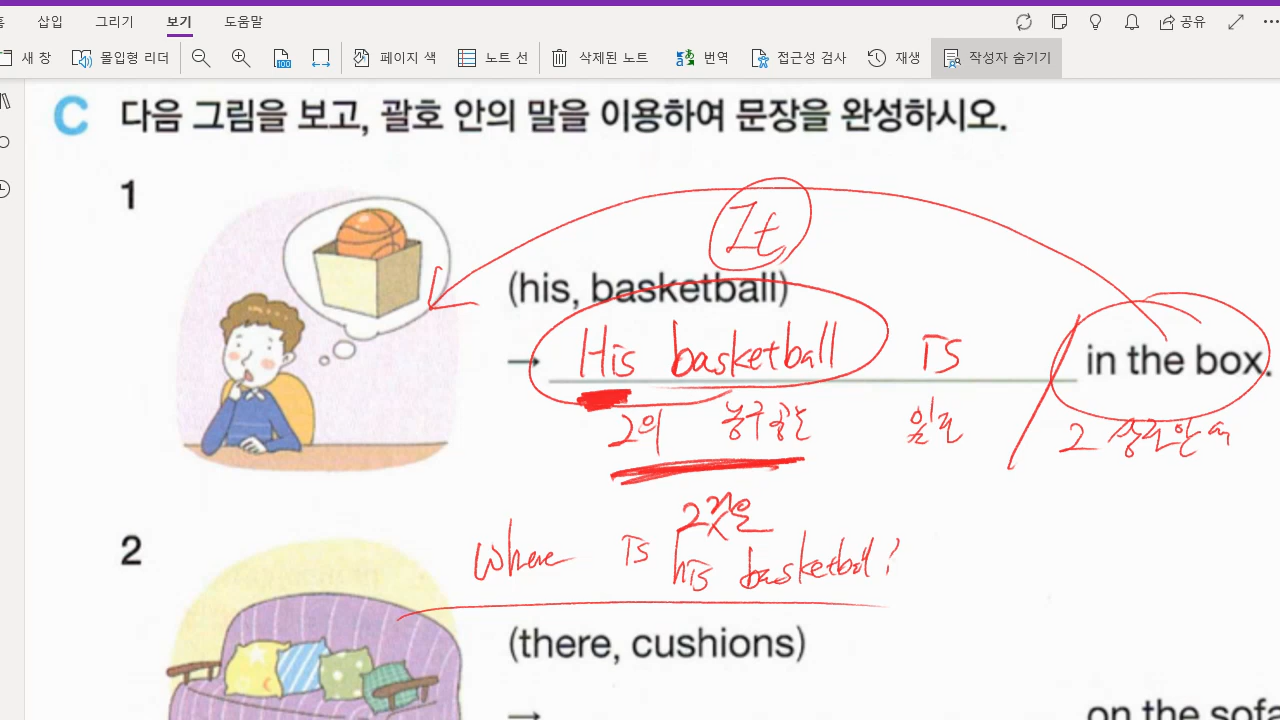 삽입 그리기 보기 도움말 공유
새 창 몰입형 리더 100 페이지 색 노트 선 삭제된 노트 번역 접근성 검사 재생 작성자 숨기기
C 다음 그림을 보고, 괄호 안의 말을 이용하여 문장을 완성하시오.
1
It
(his, basketball)
→ His basketball is in the box.
그의 농구공는 있다 그 상자안에
그것은
Where is his basketball?
2
(there, cushions)
→ on the sofa